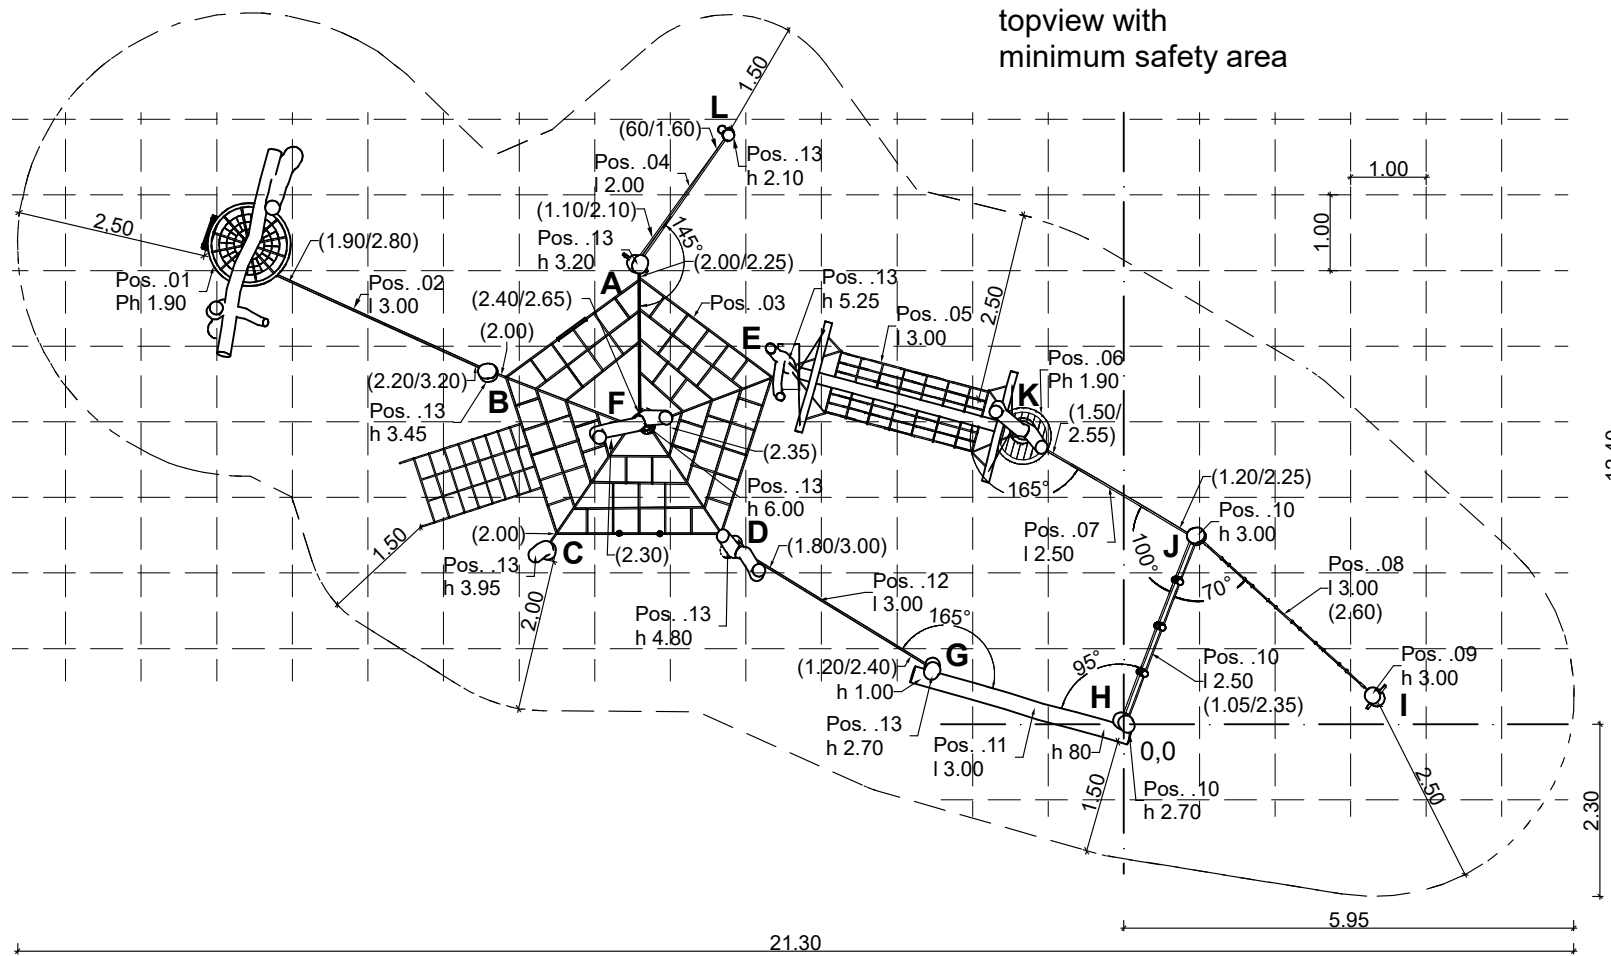 topview with
minimum safety area
1.50
L
(60/1.60)
Pos. .04
l 2.00
Pos. .13
h 2.10
1.00
1.00
2.50
(1.10/2.10)
145°
Pos. .13
h 3.20
A
(2.00/2.25)
(1.90/2.80)
Pos. .01
Ph 1.90
Pos. .02
l 3.00
(2.40/2.65)
(2.00)
Pos. .03
Pos. .13
h 5.25
2.50
E
Pos. .05
l 3.00
Pos. .06
Ph 1.90
K
(1.50/
2.55)
(2.20/3.20)
B
F
Pos. .13
h 3.45
(2.35)
Pos. .13
h 6.00
165°
(1.20/2.25)
Pos. .10
h 3.00
Pos. .07
l 2.50
J
100°
70°
Pos. .08
l 3.00
(2.60)
1.50
(2.00)
C
(2.30)
D
(1.80/3.00)
Pos. .13
h 3.95
2.00
Pos. .12
l 3.00
Pos. .13
h 4.80
165°
G
(1.20/2.40)
h 1.00
95°
H
Pos. .10
l 2.50
(1.05/2.35)
Pos. .09
h 3.00
I
Pos. .13
h 2.70
Pos. .11
l 3.00
h 80
0,0
1.50
Pos. .10
h 2.70
2.50
2.30
5.95
21.30